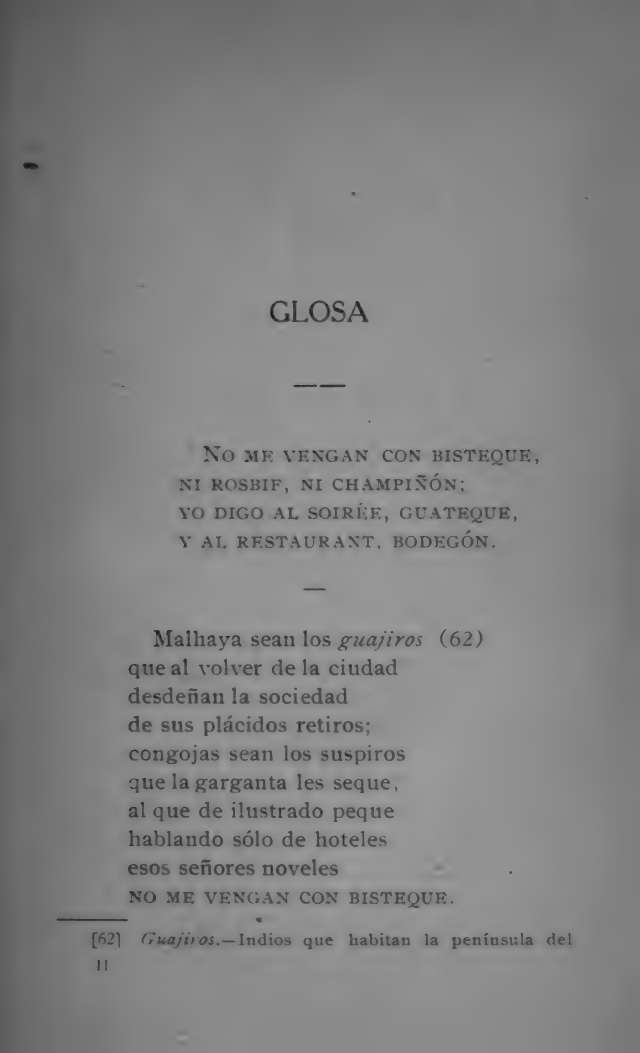 GLOSA
NO ME VENGAN CON BISTEQUE,
NI ROSBIF, NI CHAMPIÑÓN;
YO DIGO AL SOIRÉE, GUATEQUE,
Y AL RESTAURANT, BODEGÓN.
Malhaya sean los guajiros (62)
que al volver de la ciudad
desdeñan la sociedad
de sus plácidos retiros;
congojas sean los suspiros
que la garganta les seque,
al que de ilustrado peque
hablando sólo de hoteles
esos señores noveles
NO ME VENGAN CON BISTEQUE.
[62] Guajiros.—Indios que habitan la península del
11